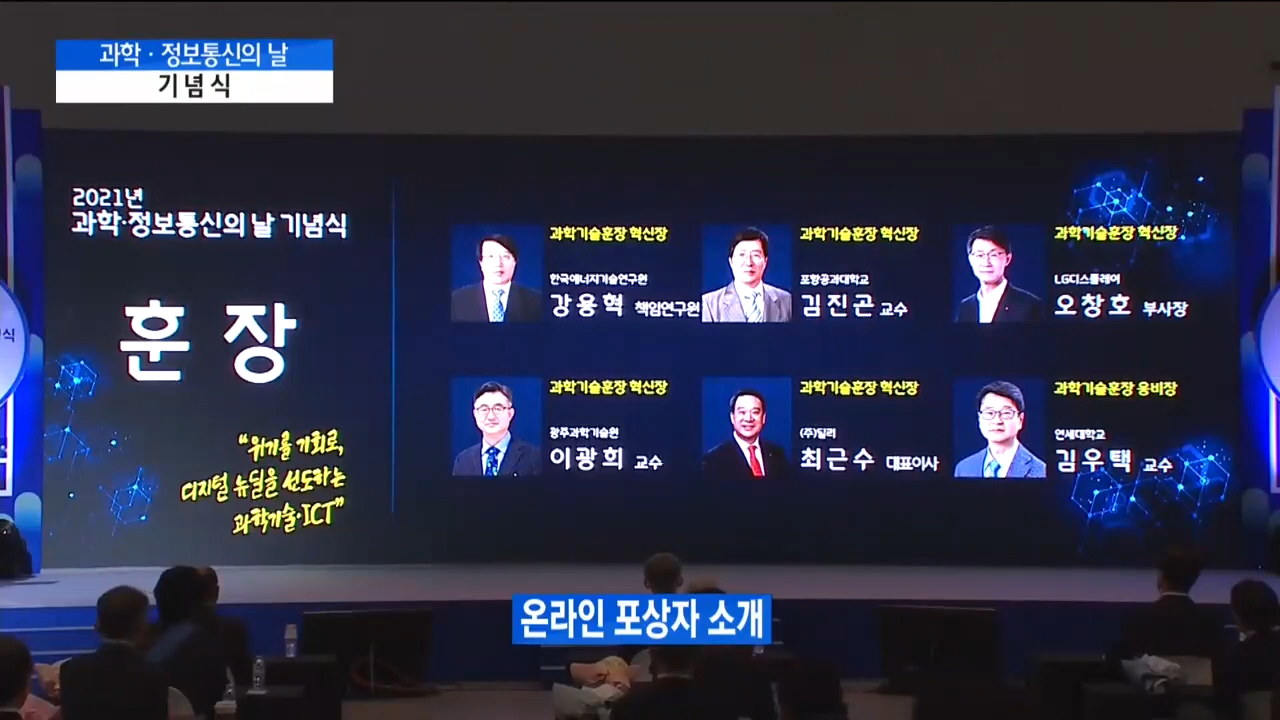 과학 · 정보통신의 날
기념식
2021년
과학·정보통신의 날 기념식
훈장
“위기를 기회로,
디지털 뉴딜을 선도하는
과학기술·ICT”
과학기술훈장 혁신장
한국에너지기술연구원
강용혁 책임연구원
과학기술훈장 혁신장
포항공과대학교
김진곤 교수
과학기술훈장 혁신장
LG디스플레이
오창호 부사장
과학기술훈장 혁신장
광주과학기술원
이광희 교수
과학기술훈장 혁신장
(주)딜리
최근수 대표이사
과학기술훈장 웅비장
연세대학교
김우택 교수
식
온라인 포상자 소개